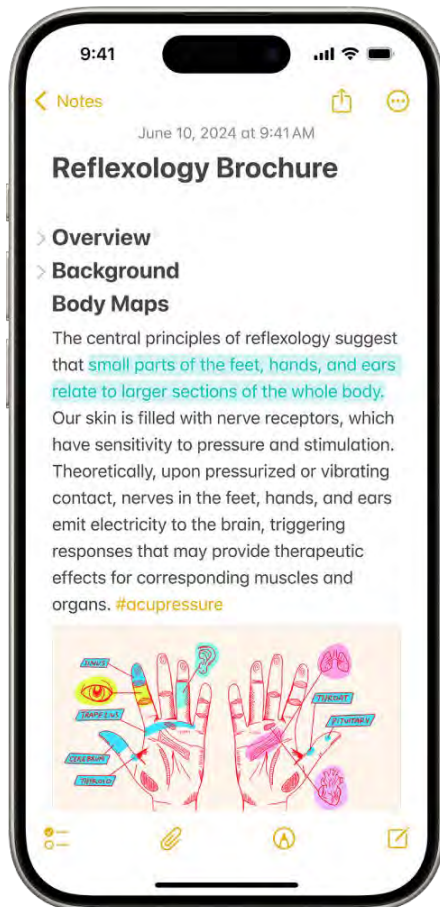 9:41
Notes
June 10, 2024 at 9:41 AM
Reflexology Brochure
Overview
Background
Body Maps
The central principles of reflexology suggest
that small parts of the feet, hands, and ears
relate to larger sections of the whole body.
Our skin is filled with nerve receptors, which
have sensitivity to pressure and stimulation.
Theoretically, upon pressurized or vibrating
contact, nerves in the feet, hands, and ears
emit electricity to the brain, triggering
responses that may provide therapeutic
effects for corresponding muscles and
organs. #acupressure
SINUS
TRAPEZIUS
CEREBRUM
THYROID
THROAT
PITUITARY